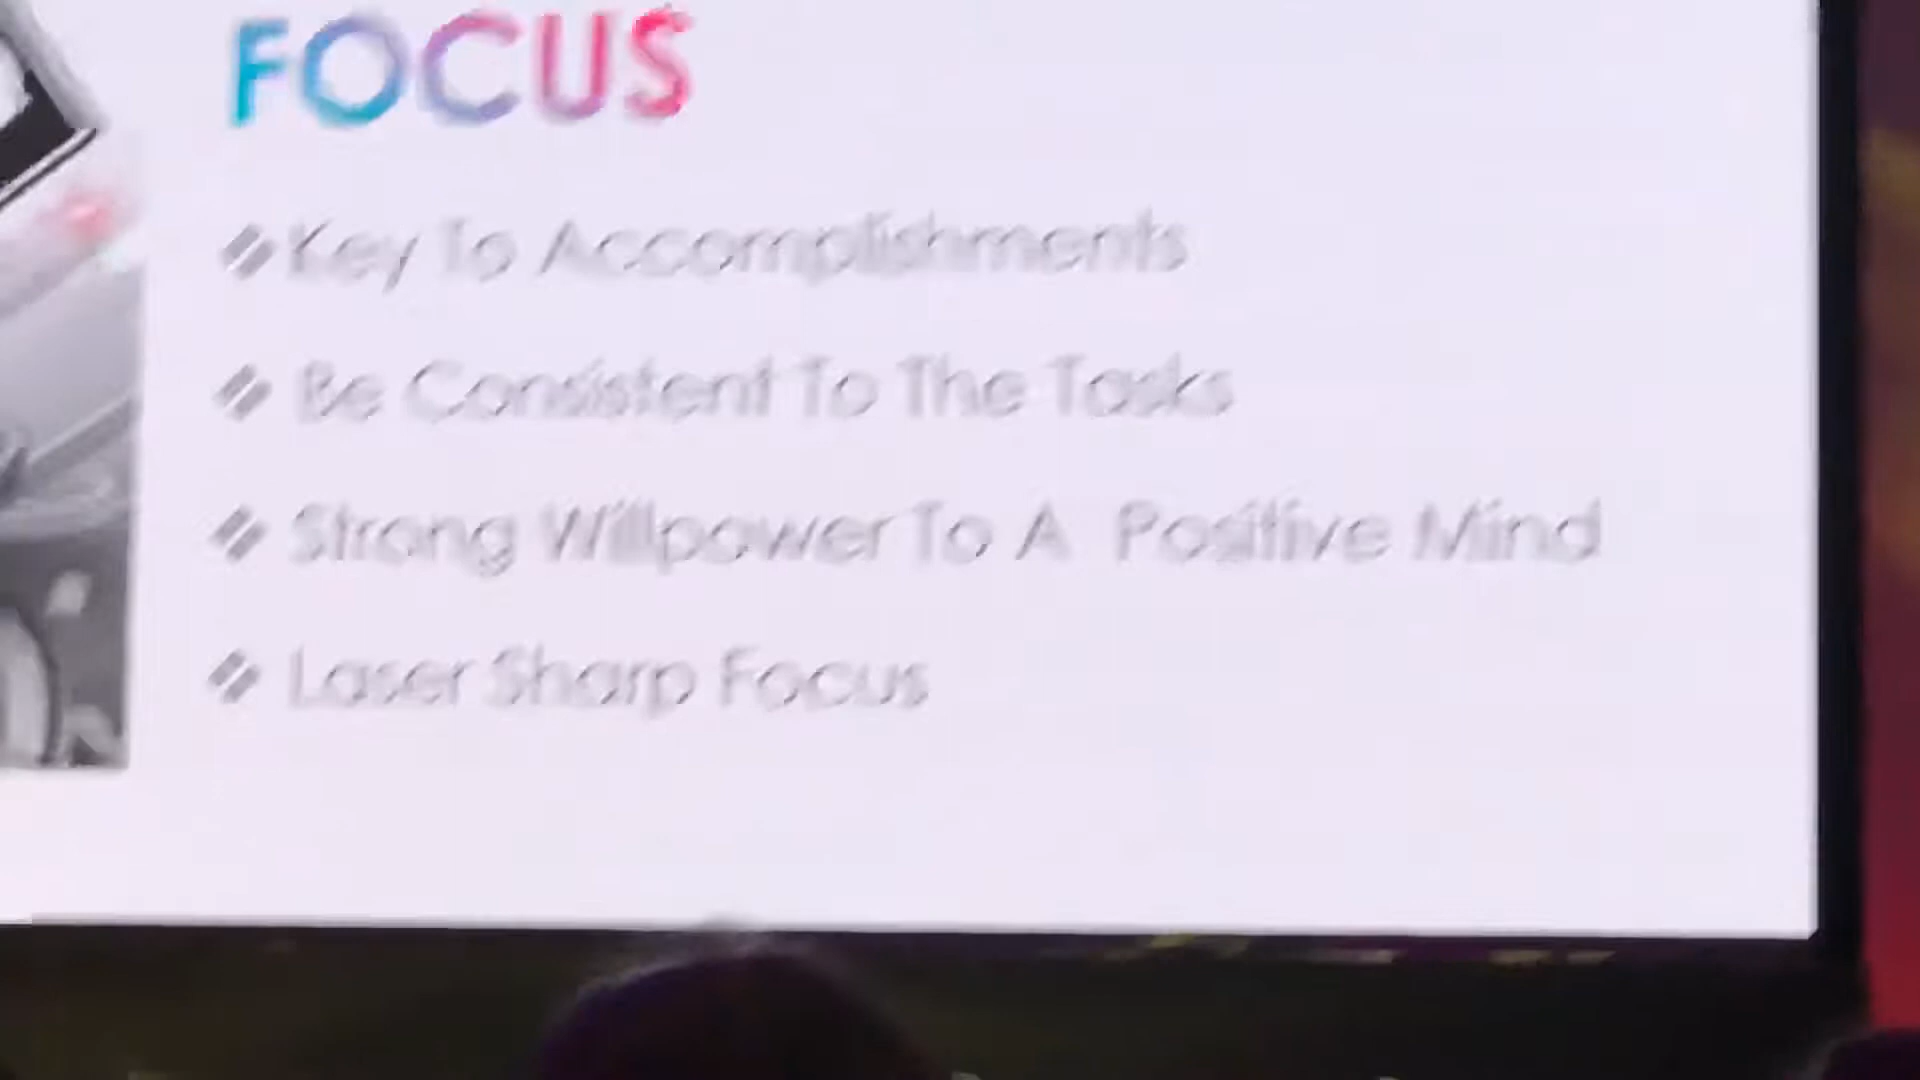 FOCUS
Key To Accomplishments
Be Consistent To The Tasks
Strong Willpower To A Positive Mind
Laser Sharp Focus